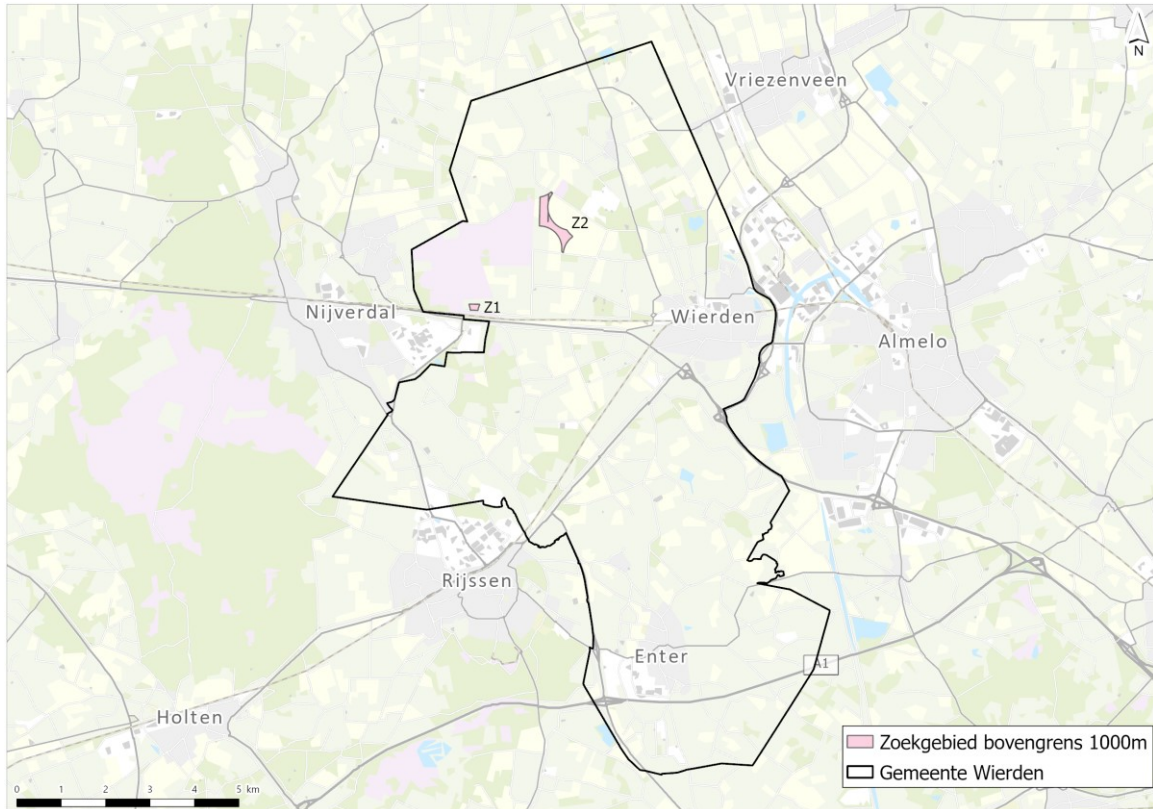 N
Vriezenveen
Z2
Z1
Nijverdal
Wierden
Almelo
Rijssen
Enter
A1
Holten
Zoekgebied bovengrens 1000m
Gemeente Wierden
0 1 2 3 4 5 km